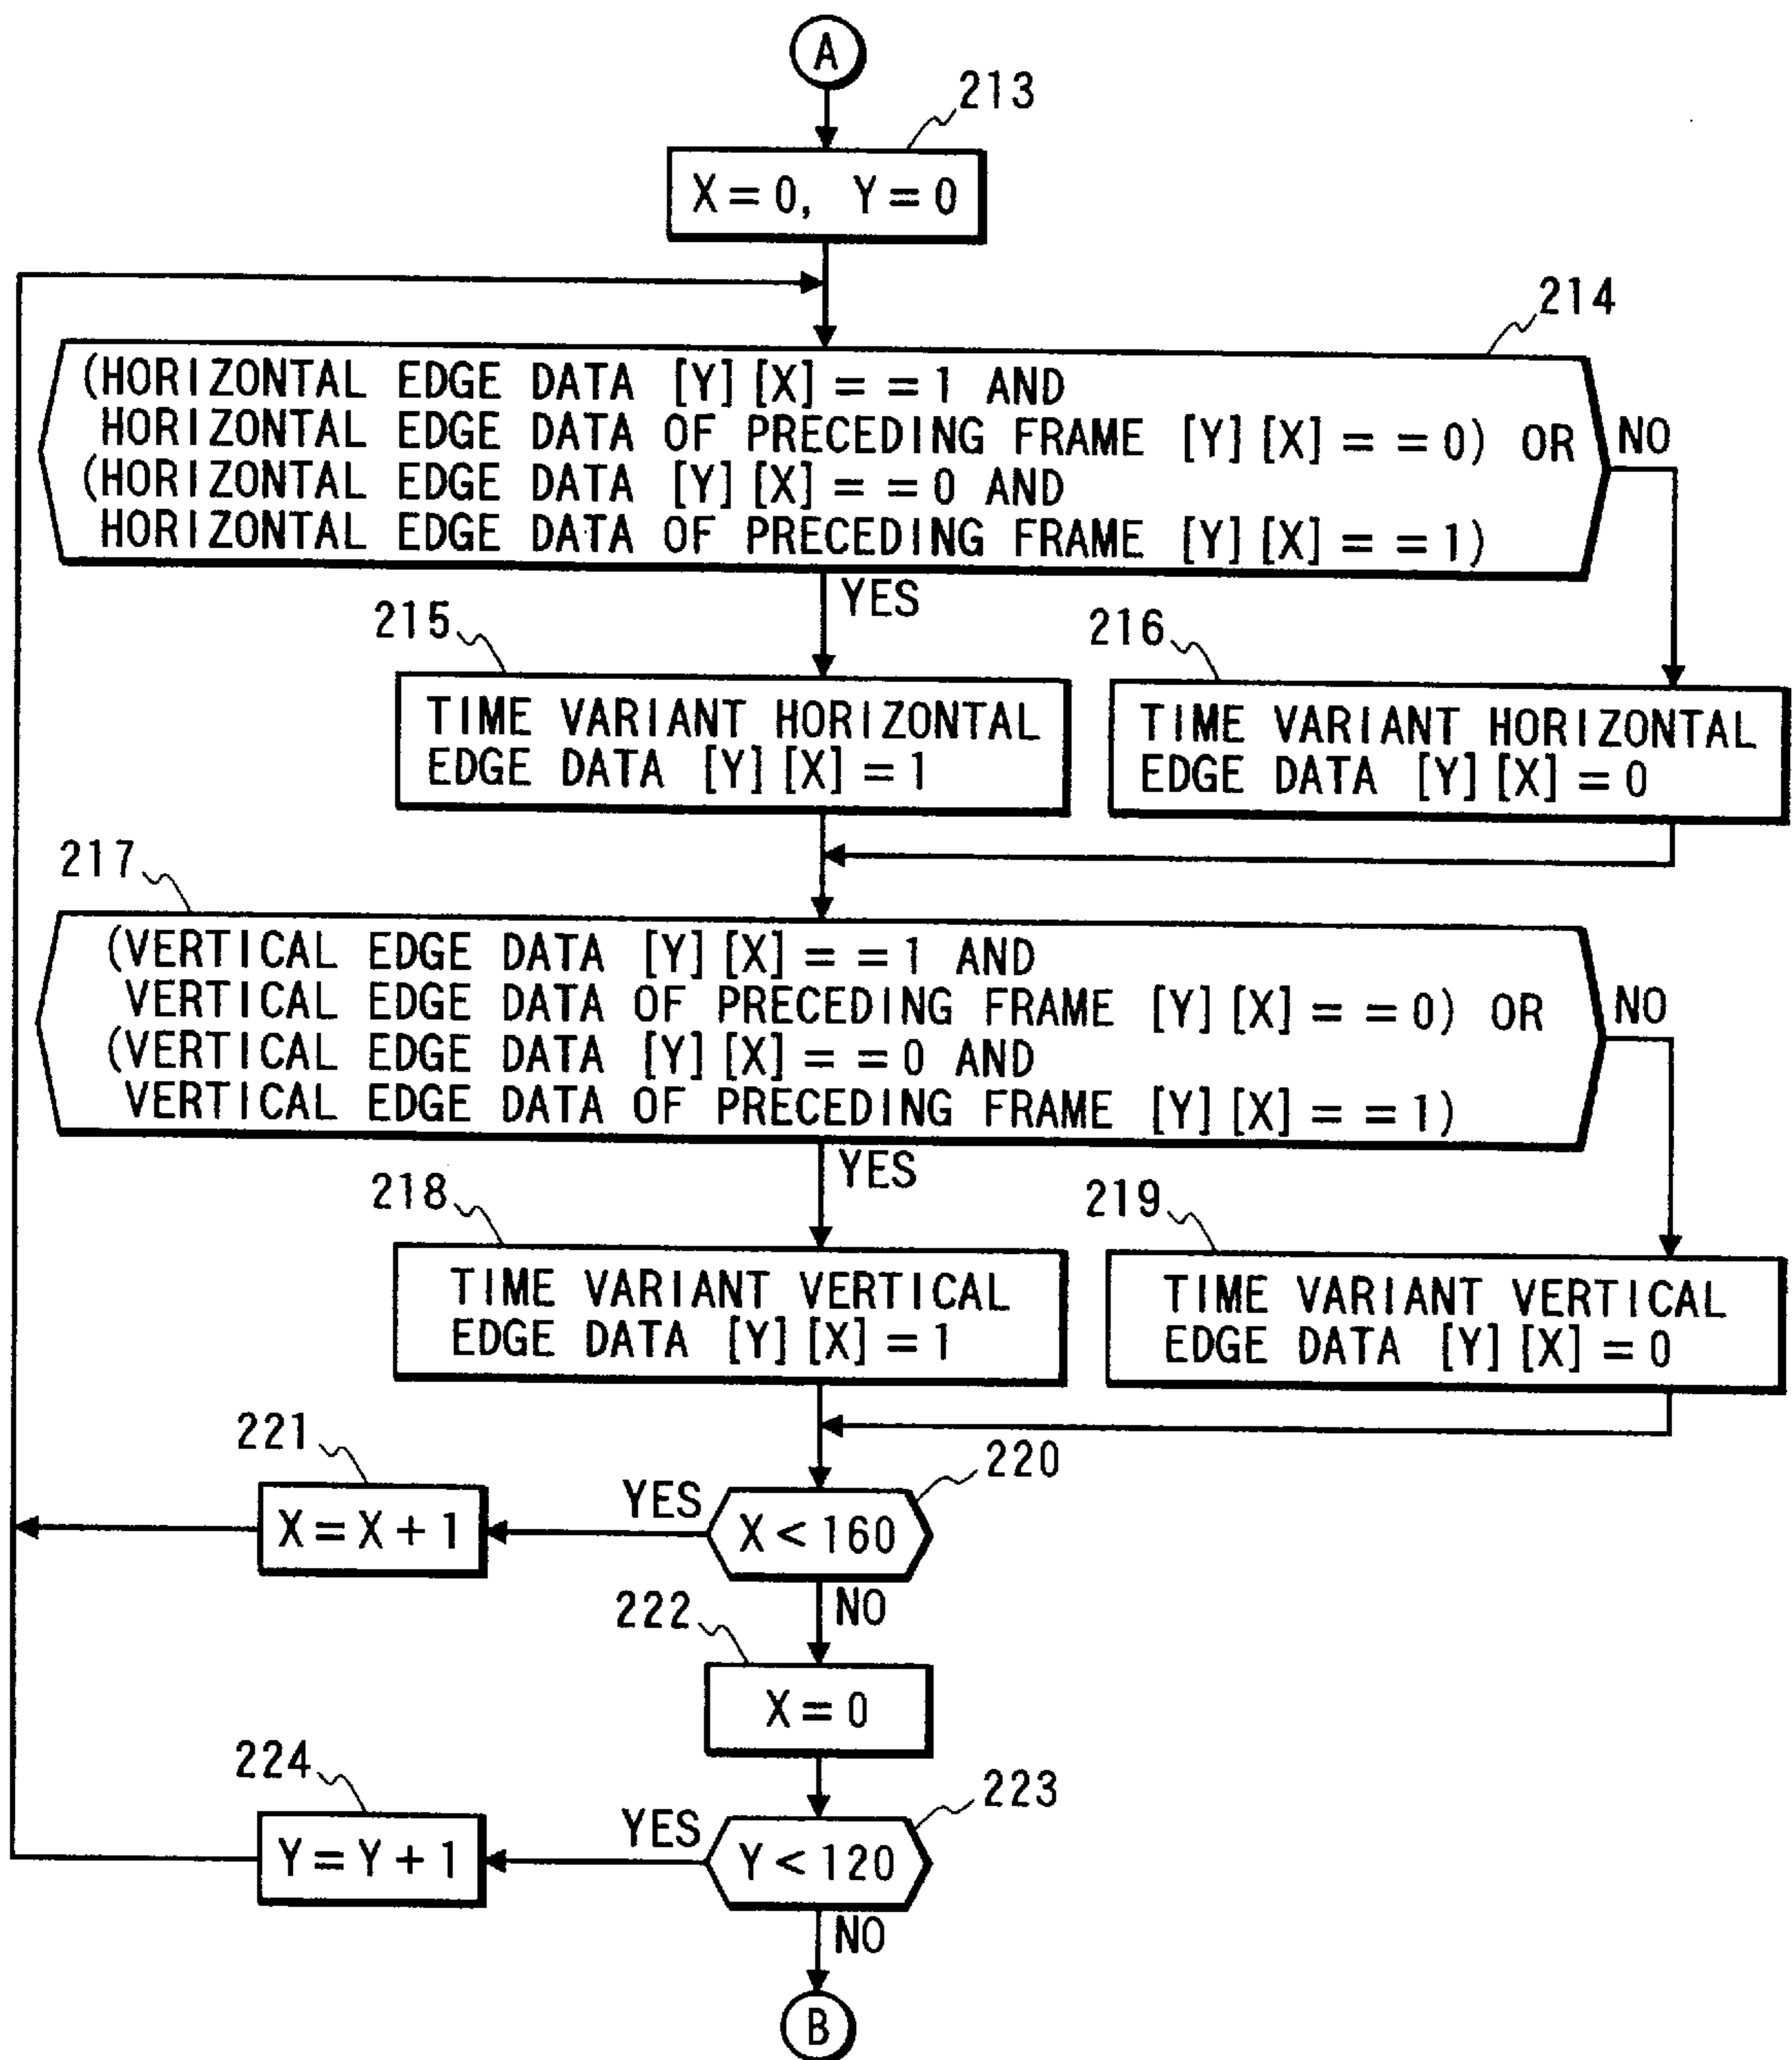 A
213
X = 0, Y = 0
214
(HORIZONTAL EDGE DATA [Y] [X] = = 1 AND
HORIZONTAL EDGE DATA OF PRECEDING FRAME [Y] [X] = = 0) OR
(HORIZONTAL EDGE DATA [Y] [X] = = 0 AND
HORIZONTAL EDGE DATA OF PRECEDING FRAME [Y] [X] = = 1)
NO
YES
215
216
TIME VARIANT HORIZONTAL
EDGE DATA [Y] [X] = 1
TIME VARIANT HORIZONTAL
EDGE DATA [Y] [X] = 0
217
(VERTICAL EDGE DATA [Y] [X] = = 1 AND
VERTICAL EDGE DATA OF PRECEDING FRAME [Y] [X] = = 0) OR
(VERTICAL EDGE DATA [Y] [X] = = 0 AND
VERTICAL EDGE DATA OF PRECEDING FRAME [Y] [X] = = 1)
NO
YES
218
219
TIME VARIANT VERTICAL
EDGE DATA [Y] [X] = 1
TIME VARIANT VERTICAL
EDGE DATA [Y] [X] = 0
220
X < 160
YES
221
X = X + 1
NO
222
X = 0
223
Y < 120
YES
224
Y = Y + 1
NO
B